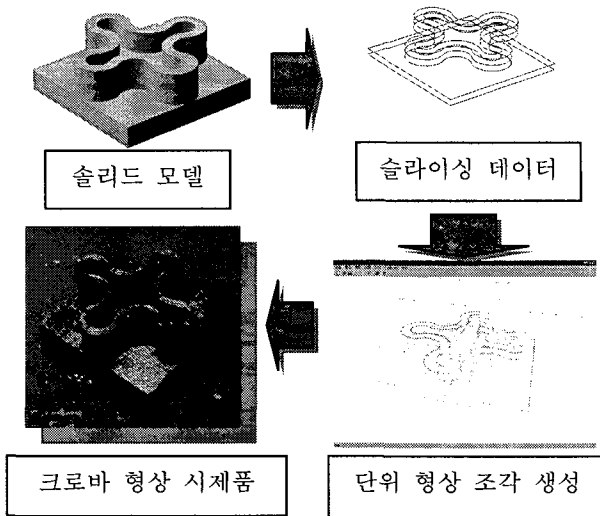 솔리드 모델
슬라이싱 데이터
크로바 형상 시제품
단위 형상 조각 생성